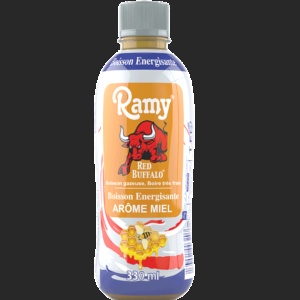 Boisson Energisante
Ramy
RED
BUFFALO
Boisson gazeuse, Boire très frais
Boisson Energisante
ARÔME MIEL
330 ml